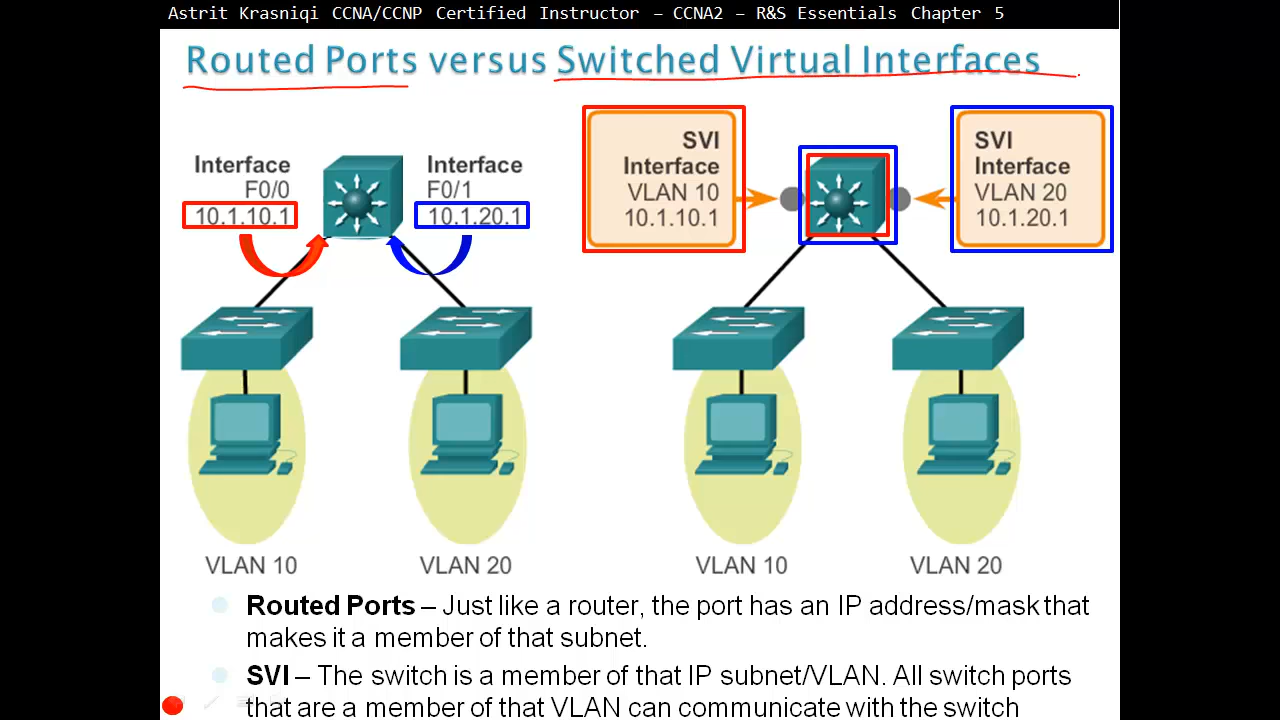 Astrit Krasniqi CCNA/CCNP Certified Instructor – CCNA2 – R&S Essentials Chapter 5
Routed Ports versus Switched Virtual Interfaces
Interface
F0/0
10.1.10.1
Interface
F0/1
10.1.20.1
SVI
Interface
VLAN 10
10.1.10.1
SVI
Interface
VLAN 20
10.1.20.1
VLAN 10
VLAN 20
VLAN 10
VLAN 20
Routed Ports – Just like a router, the port has an IP address/mask that
makes it a member of that subnet.
SVI – The switch is a member of that IP subnet/VLAN. All switch ports
that are a member of that VLAN can communicate with the switch